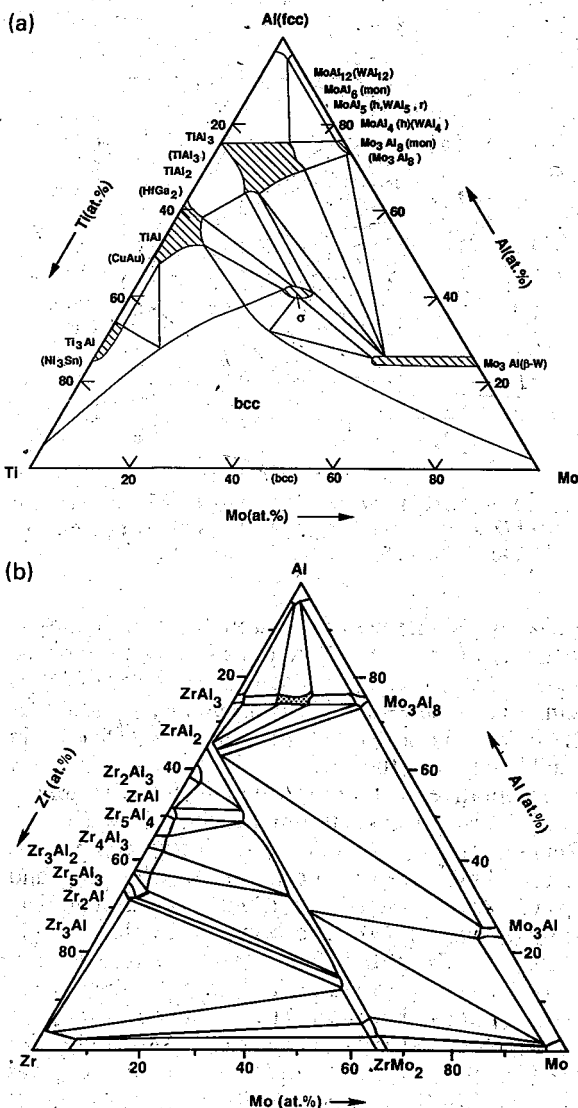 (a)
Al(fcc)
MoAl12(WAl12)
MoAl6 (mon)
MoAl5 (h,WAl5, r)
20
80
MoAl4 (h)(WAl4)
TiAl3
(TiAl3)
Mo3 Al8 (mon)
(Mo3 Al8)
TiAl2
(HfGa2)
40
60
Ti(at.%)
Al(at.%)
TiAl
(CuAu)
60
40
σ
Ti3Al
(Ni3Sn)
80
20
Mo3 Al(β-W)
bcc
Ti
20
40
(bcc)
60
80
Mo
Mo(at.%)
(b)
Al
20
80
ZrAl3
Mo3Al8
ZrAl2
Zr2Al3
40
60
Zr (at.%)
Al (at.%)
ZrAl
Zr5Al4
Zr4Al3
Zr3Al2
60
40
Zr5Al3
Zr2Al
Mo3Al
Zr3Al
80
20
Zr
20
40
ZrMo2
80
Mo
Mo (at.%)